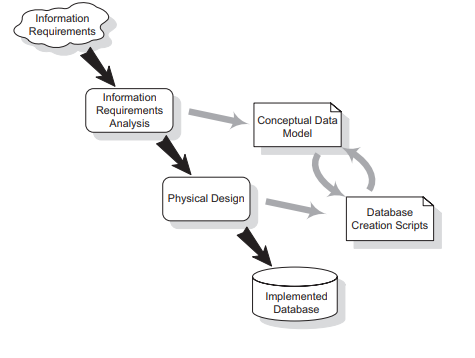 Information
Requirements
Information
Requirements
Analysis
Conceptual Data
Model
Physical Design
Database
Creation Scripts
Implemented
Database